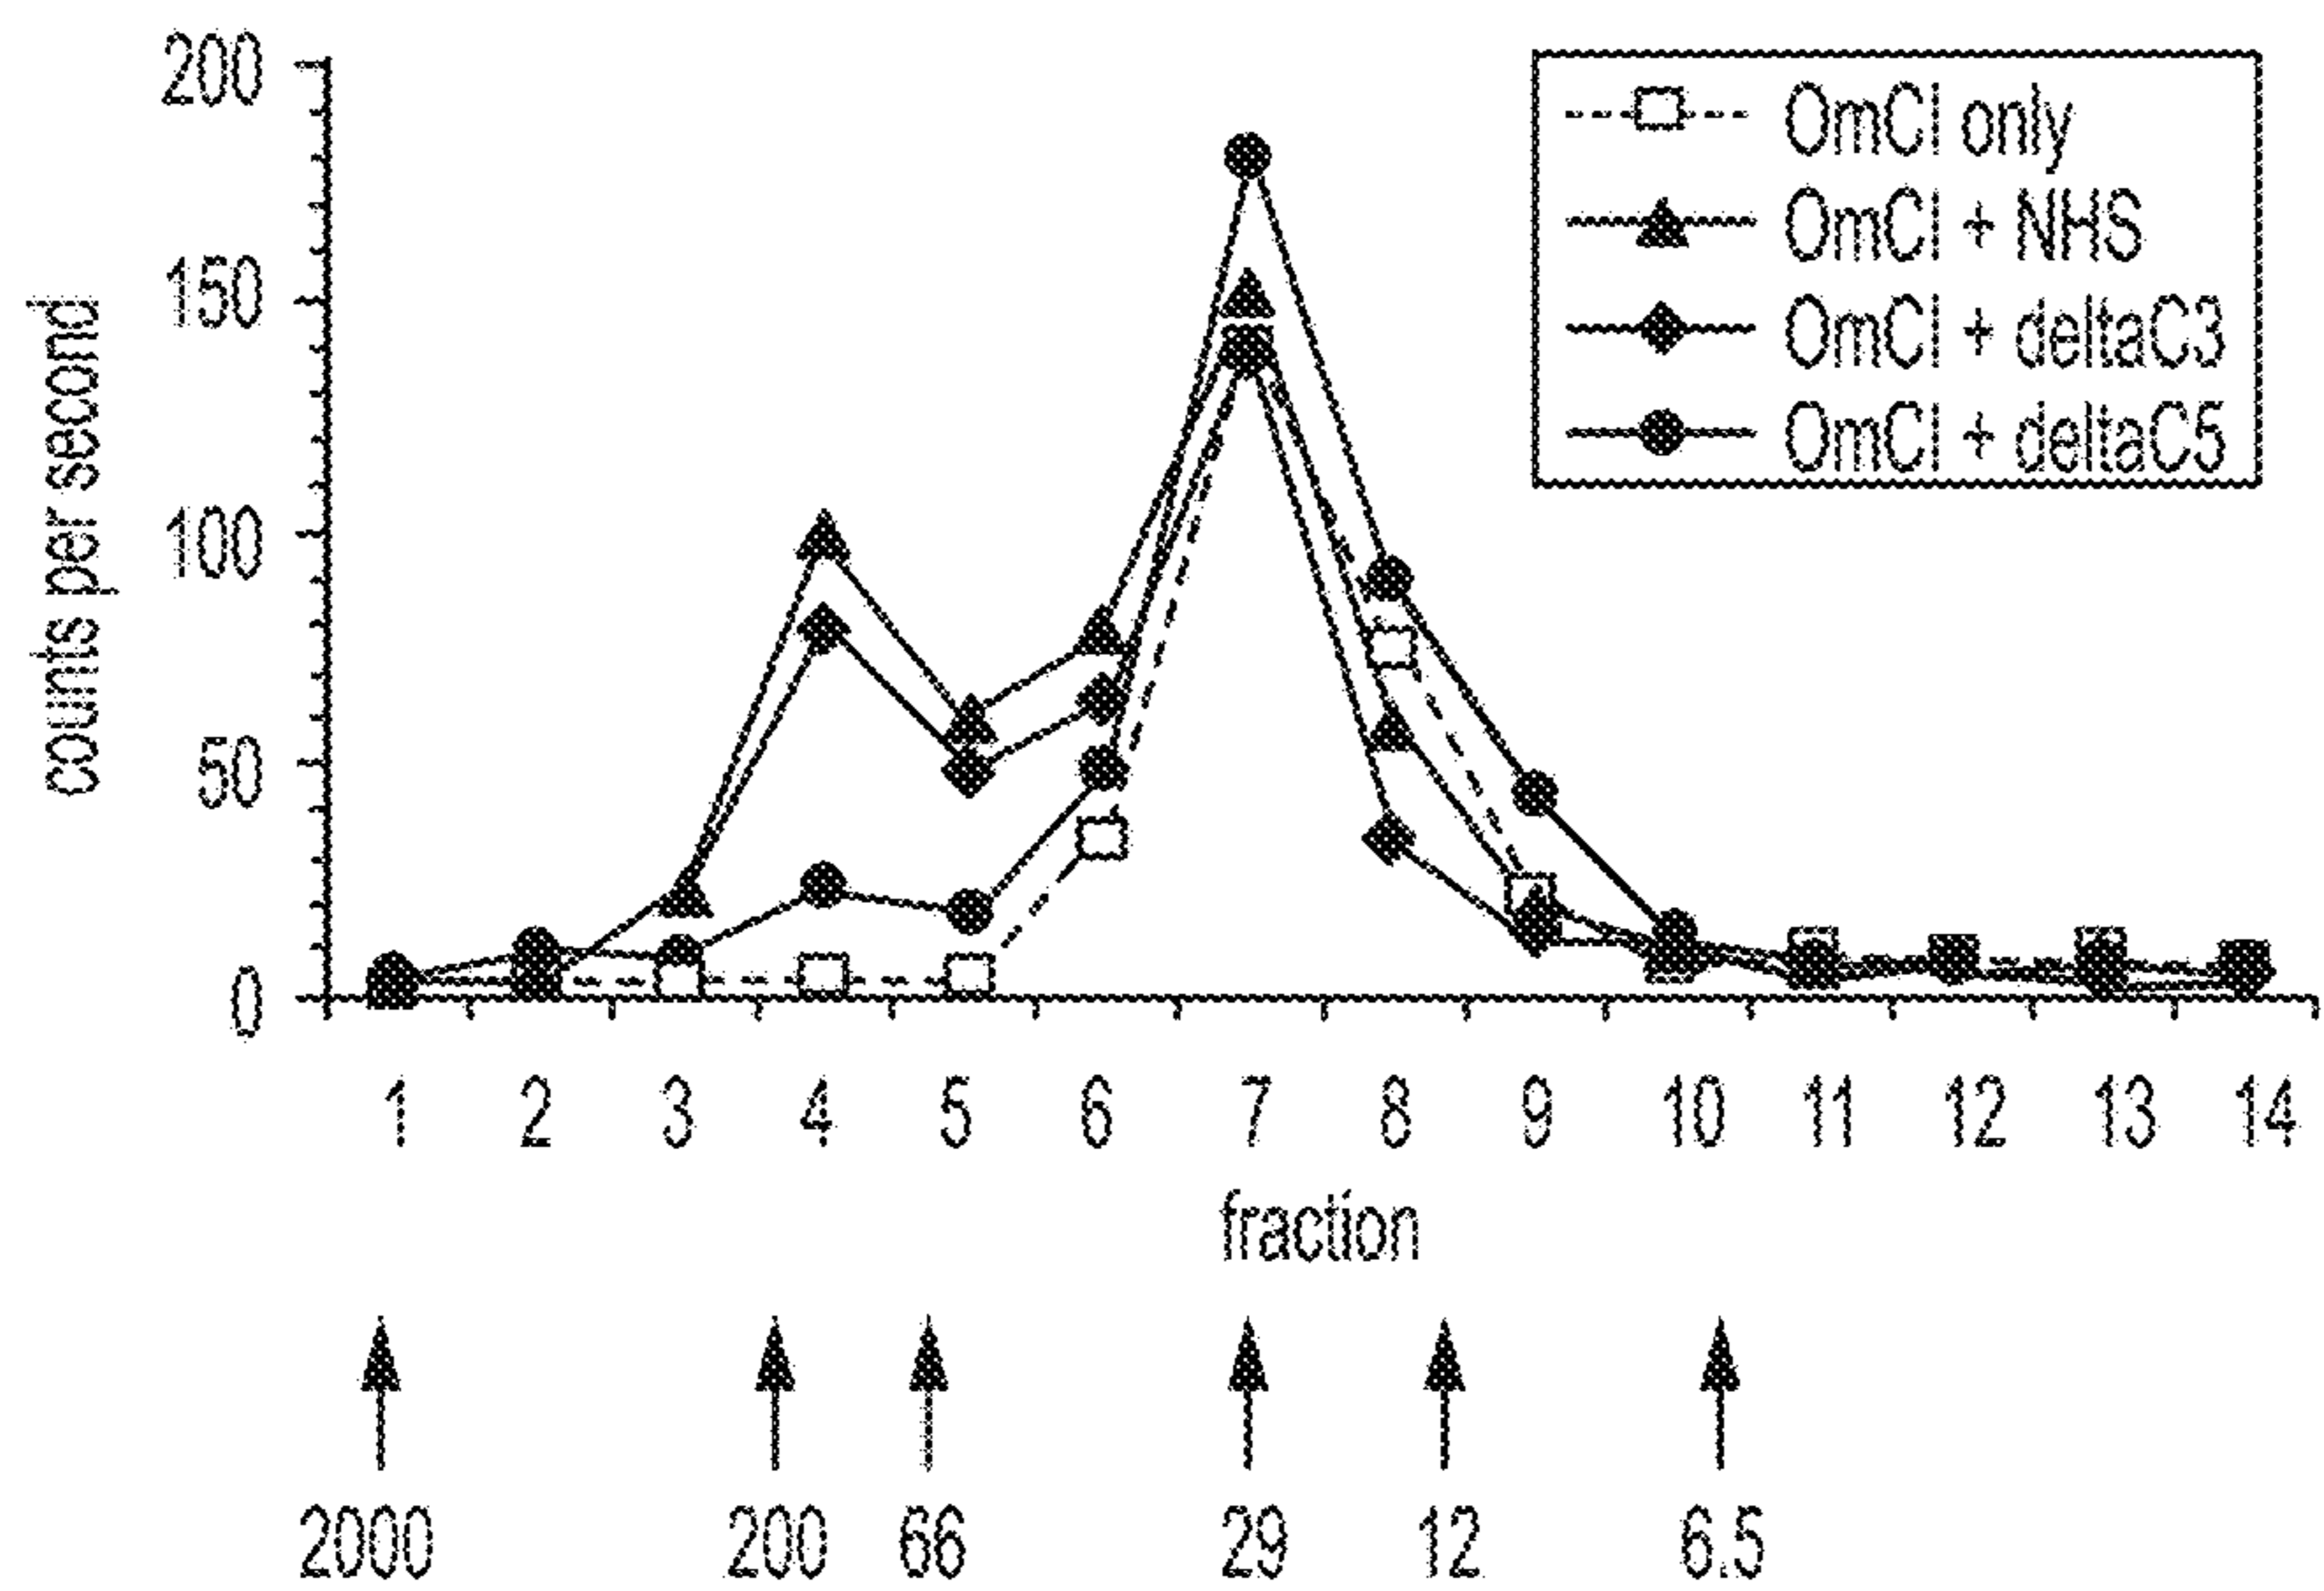 counts per second
200
150
100
50
0
OmCI only
OmCI + NHS
OmCI + deltaC3
OmCI + deltaC5
1 2 3 4 5 6 7 8 9 10 11 12 13 14
fraction
2000 200 66 29 12 6.5